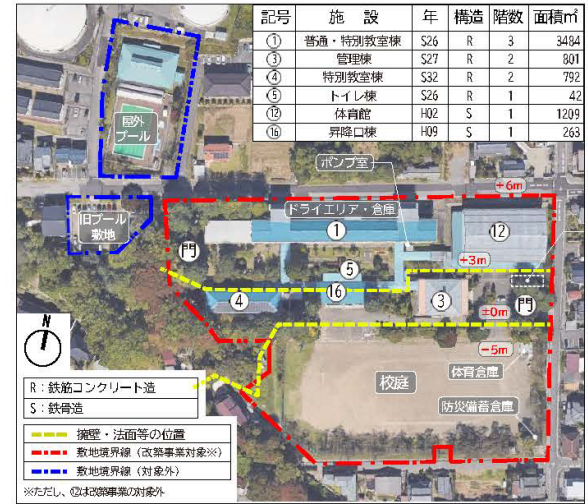 記号 施 設 年 構造 階数 面積㎡
① 普通・特別教室棟 S26 R 3 3484
③ 管理棟 S27 R 2 801
④ 特別教室棟 S32 R 2 792
⑤ トイレ棟 S26 R 1 42
⑫ 体育館 H02 S 1 1209
⑯ 昇降口棟 H09 S 1 263
屋外
プール
旧プール
敷地
ポンプ室
+6m
ドライエリア・倉庫
①
⑫
門
+3m
⑤
④
⑯
③
門
±0m
-5m
校庭
体育倉庫
防災備蓄倉庫
N
R:鉄筋コンクリート造
S:鉄骨造
擁壁・法面等の位置
敷地境界線(改築事業対象※)
敷地境界線(対象外)
※ただし、⑫は改築事業の対象外